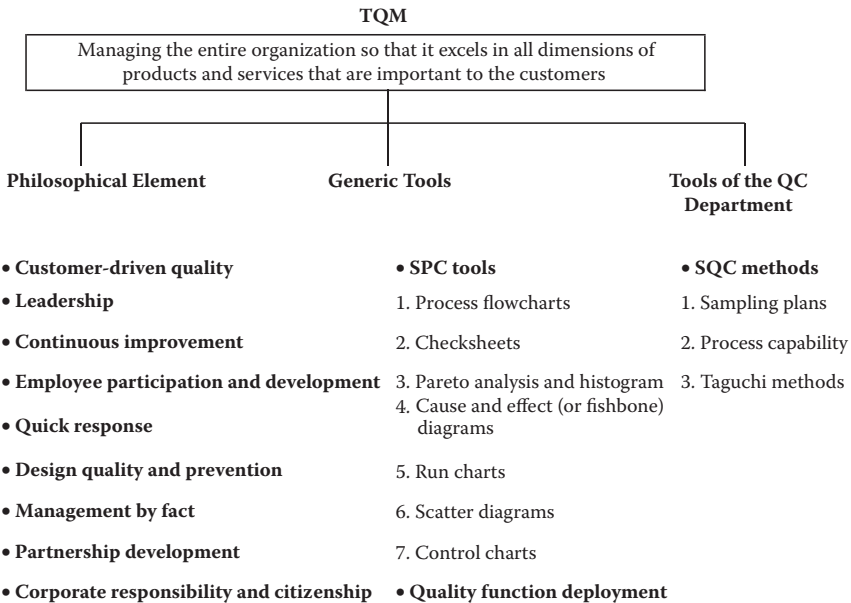 TQM
Managing the entire organization so that it excels in all dimensions of
products and services that are important to the customers
Philosophical Element
Generic Tools
Tools of the QC
Department
• Customer-driven quality
• Leadership
• Continuous improvement
• Employee participation and development
• Quick response
• Design quality and prevention
• Management by fact
• Partnership development
• Corporate responsibility and citizenship
• SPC tools
1. Process flowcharts
2. Checksheets
3. Pareto analysis and histogram
4. Cause and effect (or fishbone)
diagrams
5. Run charts
6. Scatter diagrams
7. Control charts
• Quality function deployment
• SQC methods
1. Sampling plans
2. Process capability
3. Taguchi methods